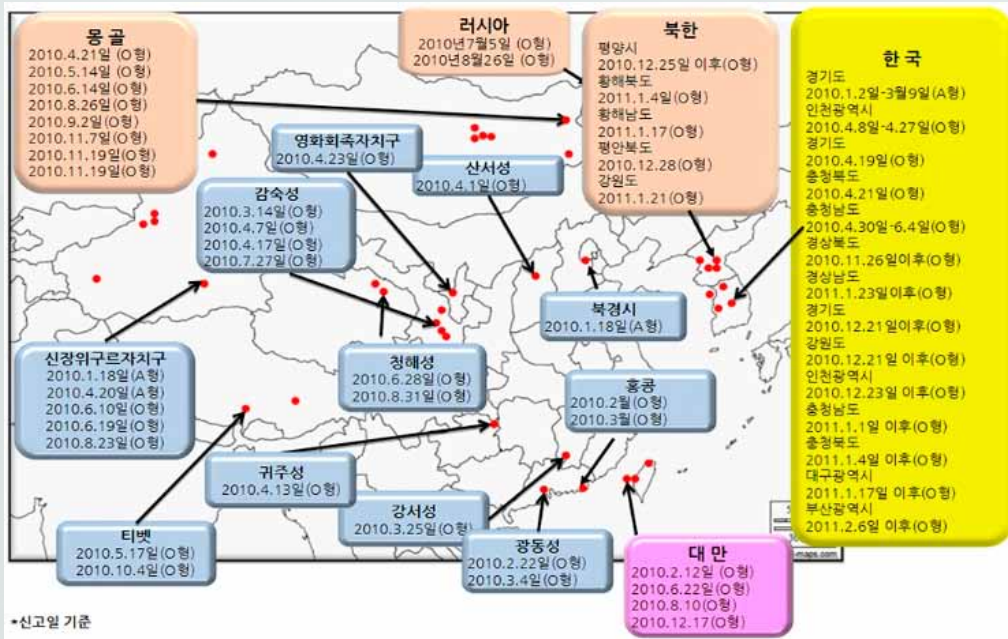 몽 골
2010.4.21일 (O형)
2010.5.14일 (O형)
2010.6.14일 (O형)
2010.8.26일 (O형)
2010.9.2일 (O형)
2010.11.7일 (O형)
2010.11.19일 (O형)
2010.11.19일 (O형)
러시아
2010년7월5일 (O형)
2010년8월26일 (O형)
북한
평양시
2010.12.25일 이후(O형)
황해북도
2011.1.4일(O형)
황해남도
2011.1.17일(O형)
평안북도
2010.12.28(O형)
강원도
2011.1.21(O형)
한 국
경기도
2010.1.2일-3월9일(A형)
인천광역시
2010.4.8일-4.27일(O형)
경기도
2010.4.19일(O형)
충청북도
2010.4.21일(O형)
충청남도
2010.4.30일-6.4일(O형)
경상북도
2010.11.26일이후(O형)
경상남도
2011.1.23일이후(O형)
경기도
2010.12.21일이후(O형)
강원도
2010.12.21일 이후(O형)
인천광역시
2010.12.23일 이후(O형)
충청남도
2011.1.1일 이후(O형)
충청북도
2011.1.4일 이후(O형)
대구광역시
2011.1.17일 이후(O형)
부산광역시
2011.2.6일 이후(O형)
영화회족자치구
2010.4.23일(O형)
산서성
2010.4.1일(O형)
감숙성
2010.3.14일(O형)
2010.4.7일(O형)
2010.4.17일(O형)
2010.7.27일(O형)
북경시
2010.1.18일(A형)
신장위구르자치구
2010.1.18일(A형)
2010.4.20일(A형)
2010.6.10일(O형)
2010.6.19일(O형)
2010.8.23일(O형)
청해성
2010.6.28일(O형)
2010.8.31일(O형)
홍콩
2010.2월(O형)
2010.3월(O형)
귀주성
2010.4.13일(O형)
강서성
2010.3.25일(O형)
티벳
2010.5.17일(O형)
2010.10.4일(O형)
광동성
2010.2.22일(O형)
2010.3.4일(O형)
대 만
2010.2.12일 (O형)
2010.6.22일(O형)
2010.8.10(O형)
2010.12.17(O형)
-maps.com
*신고일 기준